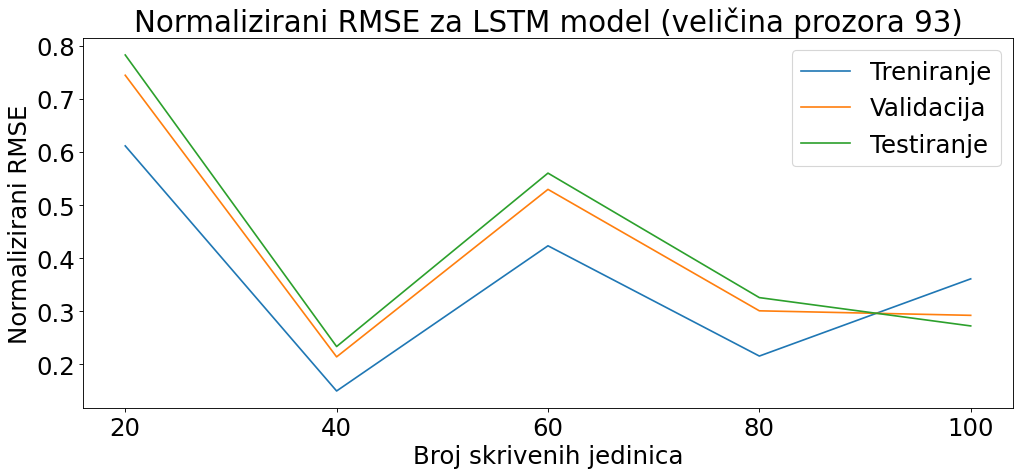 Normalizirani RMSE za LSTM model (veličina prozora 93)
Treniranje
Validacija
Testiranje
Normalizirani RMSE
0.8
0.7
0.6
0.5
0.4
0.3
0.2
20 40 60 80 100
Broj skrivenih jedinica